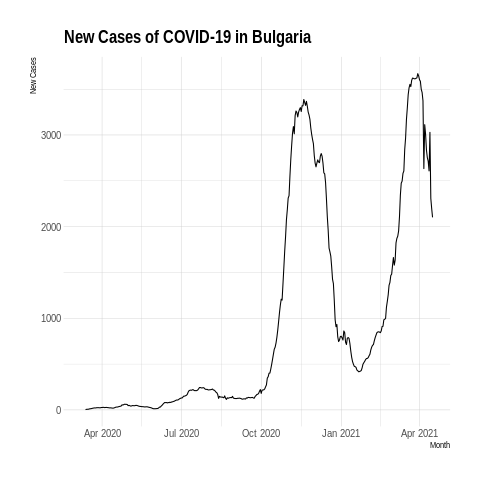 New Cases of COVID-19 in Bulgaria
New Cases
3000
2000
1000
0
Apr 2020 Jul 2020 Oct 2020 Jan 2021 Apr 2021
Month